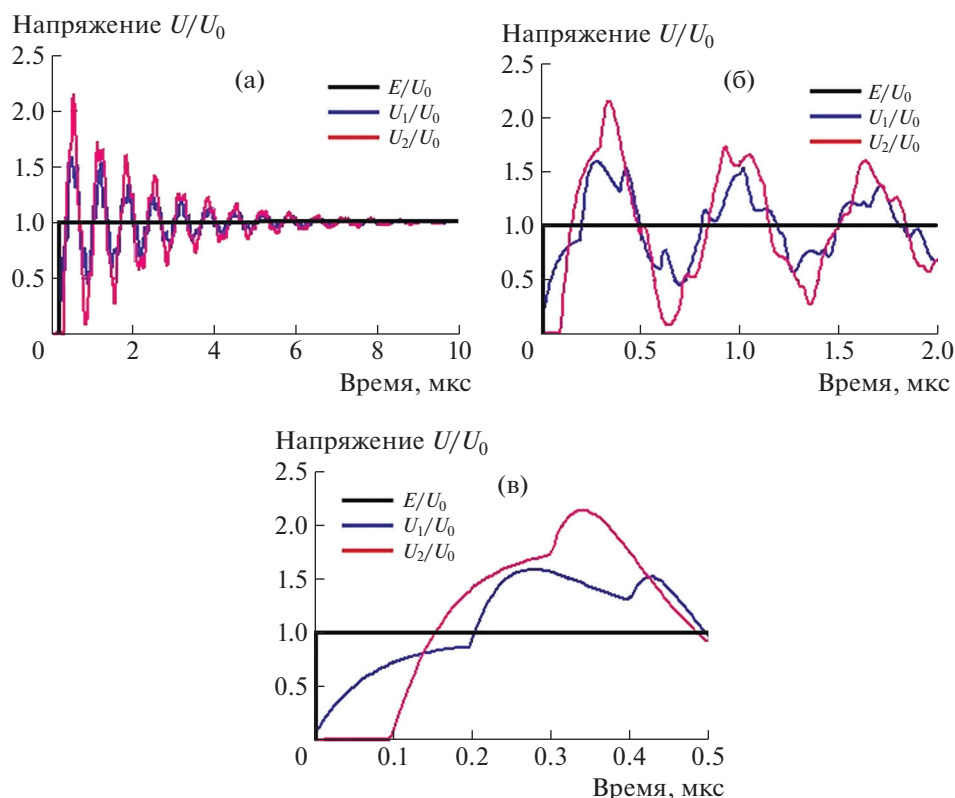 Напряжение U/U₀
2.5
2.0
1.5
1.0
0.5
0
2
4
6
8
10
(а)
E/U₀
U₁/U₀
U₂/U₀
Время, мкс
Напряжение U/U₀
2.5
2.0
1.5
1.0
0.5
0
0.5
1.0
1.5
2.0
(б)
E/U₀
U₁/U₀
U₂/U₀
Время, мкс
Напряжение U/U₀
2.5
2.0
1.5
1.0
0.5
0
0.1
0.2
0.3
0.4
0.5
(в)
E/U₀
U₁/U₀
U₂/U₀
Время, мкс